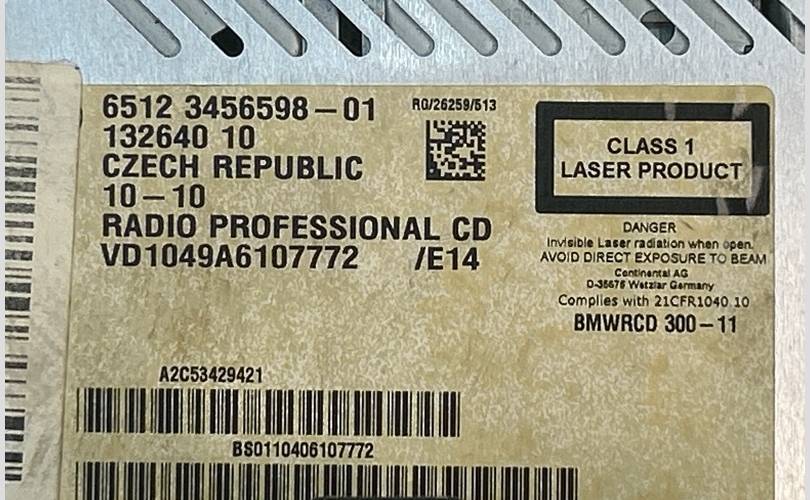 6512 3456598-01
132640 10
CZECH REPUBLIC
10-10
RADIO PROFESSIONAL CD
VD1049A6107772 /E14
RG/26259/513
CLASS 1
LASER PRODUCT
DANGER
Invisible Laser radiation when open.
AVOID DIRECT EXPOSURE TO BEAM
Continental AG
D-35576 Wetzlar Germany
Complies with 21CFR1040.10
BMWRCD 300-11
A2C53429421
BS0110406107772